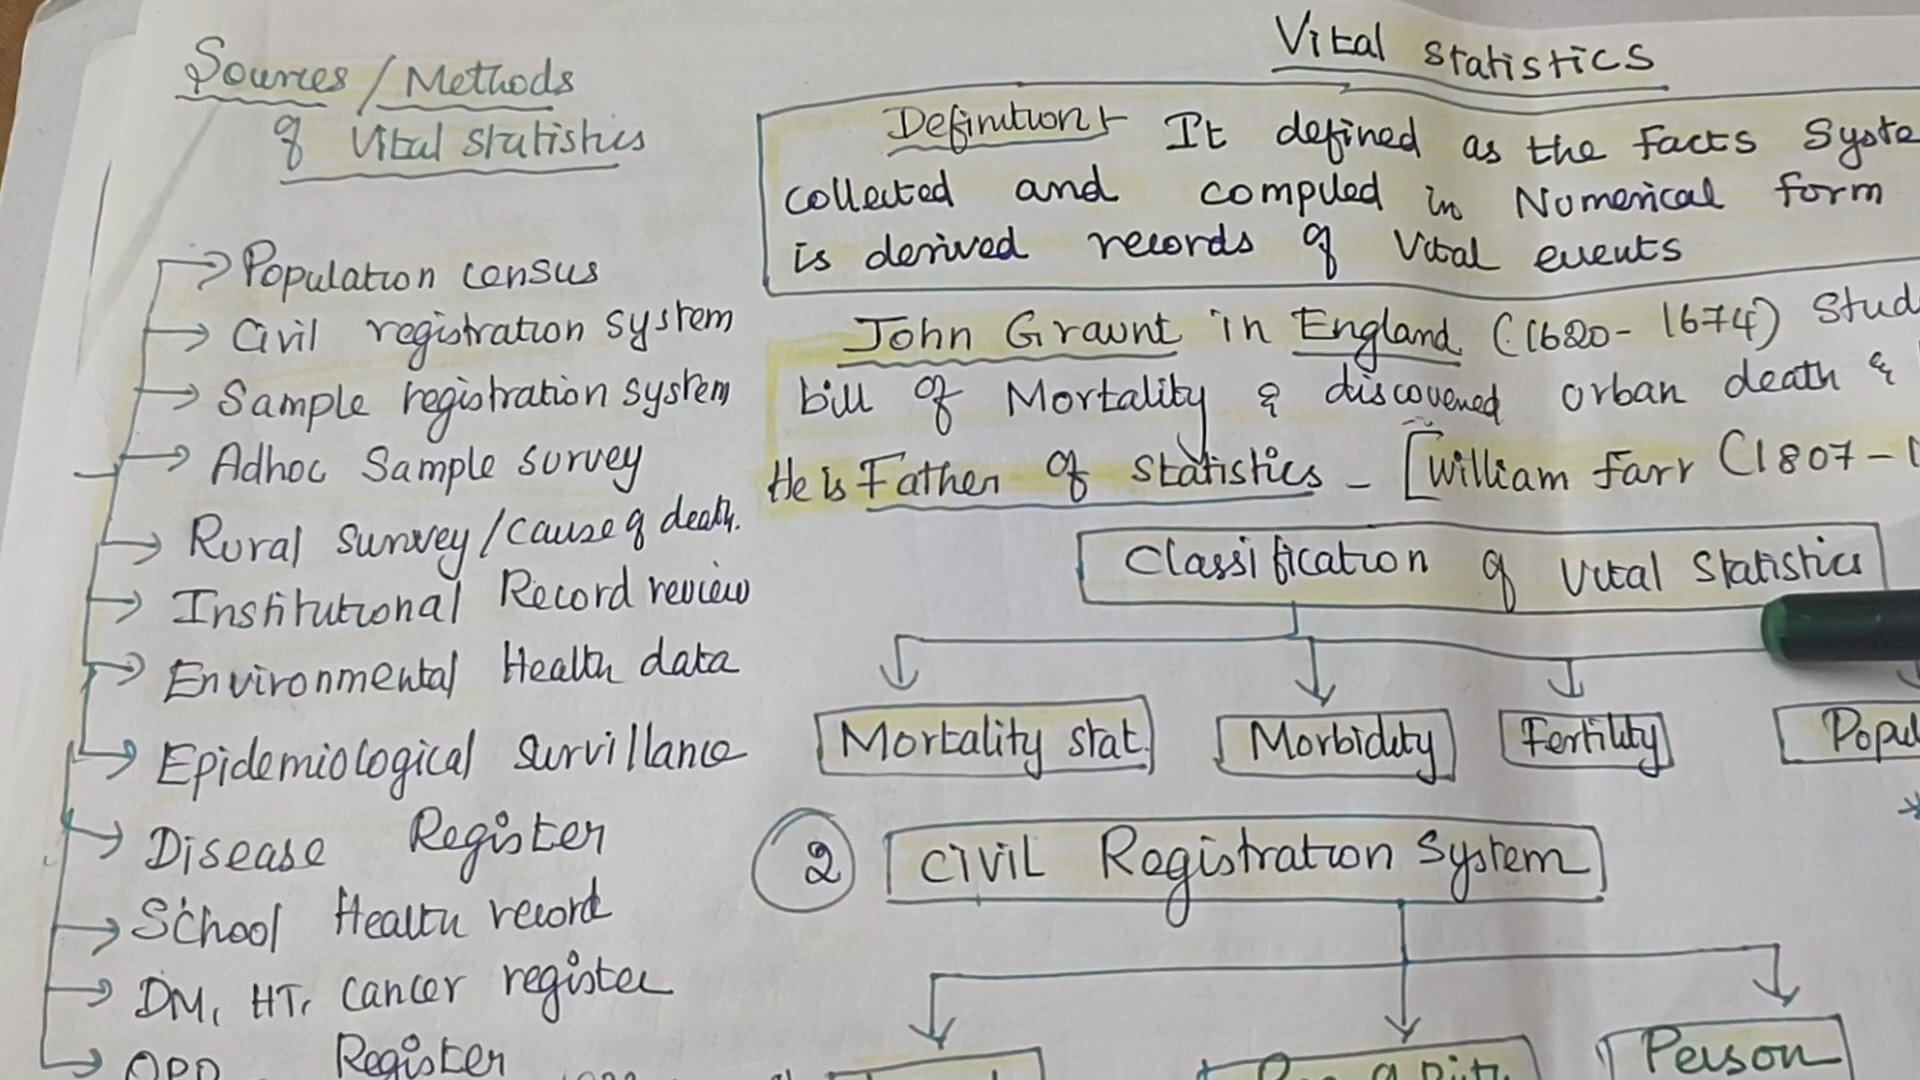 Sources / Methods
of Vital statistics
Population census
Civil registration system
Sample registration system
Adhoc Sample survey
Rural survey / cause of death.
Institutional Record review
Environmental Health data
Epidemiological survillance
Disease Register
School Health record
DM, HT, cancer register
OPD Register
Vital statistics
Definition It defined as the Facts Syste
collected and compiled in Numerical form
is derived records of Vital events
John Graunt in England (1620- 1674) Stud
bill of Mortality & discovered urban death &
He is Father of statistics - [William Farr (1807-
Classification of Vital Statistics
Mortality stat.
Morbidity
Fertility
Popul
2
CIVIL Registration System
Person